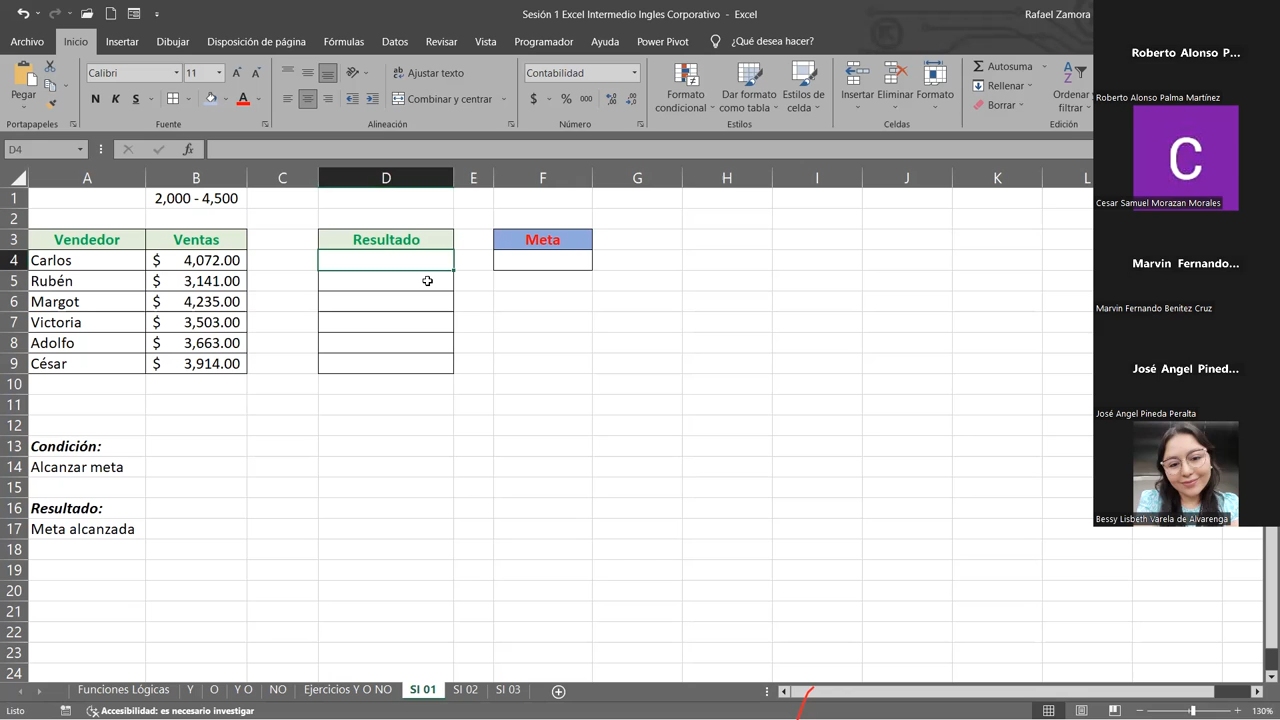 Sesión 1 Excel Intermedio Ingles Corporativo - Excel
Rafael Zamora
Archivo Inicio Insertar Dibujar Disposición de página Fórmulas Datos Revisar Vista Programador Ayuda Power Pivot ¿Qué desea hacer?
Pegar
Calibri 11
N K S
Ajustar texto
Combinar y centrar
Contabilidad
$ % 000
Formato condicional
Dar formato como tabla
Estilos de celda
Insertar Eliminar Formato
Autosuma
Rellenar
Borrar
Ordenar filtrar
Portapapeles Fuente Alineación Número Estilos Celdas Edición
D4 fx
A B C D E F G H I J K L
1 2,000 - 4,500
2
3 Vendedor Ventas Resultado Meta
4 Carlos $ 4,072.00
5 Rubén $ 3,141.00
6 Margot $ 4,235.00
7 Victoria $ 3,503.00
8 Adolfo $ 3,663.00
9 César $ 3,914.00
10
11
12
13 Condición:
14 Alcanzar meta
15
16 Resultado:
17 Meta alcanzada
18
19
20
21
22
23
24
Funciones Lógicas Y O Y O NO Ejercicios Y O NO SI 01 SI 02 SI 03
Listo Accesibilidad: es necesario investigar 130%
Roberto Alonso P...
Roberto Alonso Palma Martínez
C
Cesar Samuel Morazan Morales
Marvin Fernando...
Marvin Fernando Benitez Cruz
José Angel Pined...
José Angel Pineda Peralta
Bessy Lisbeth Varela de Alvarenga